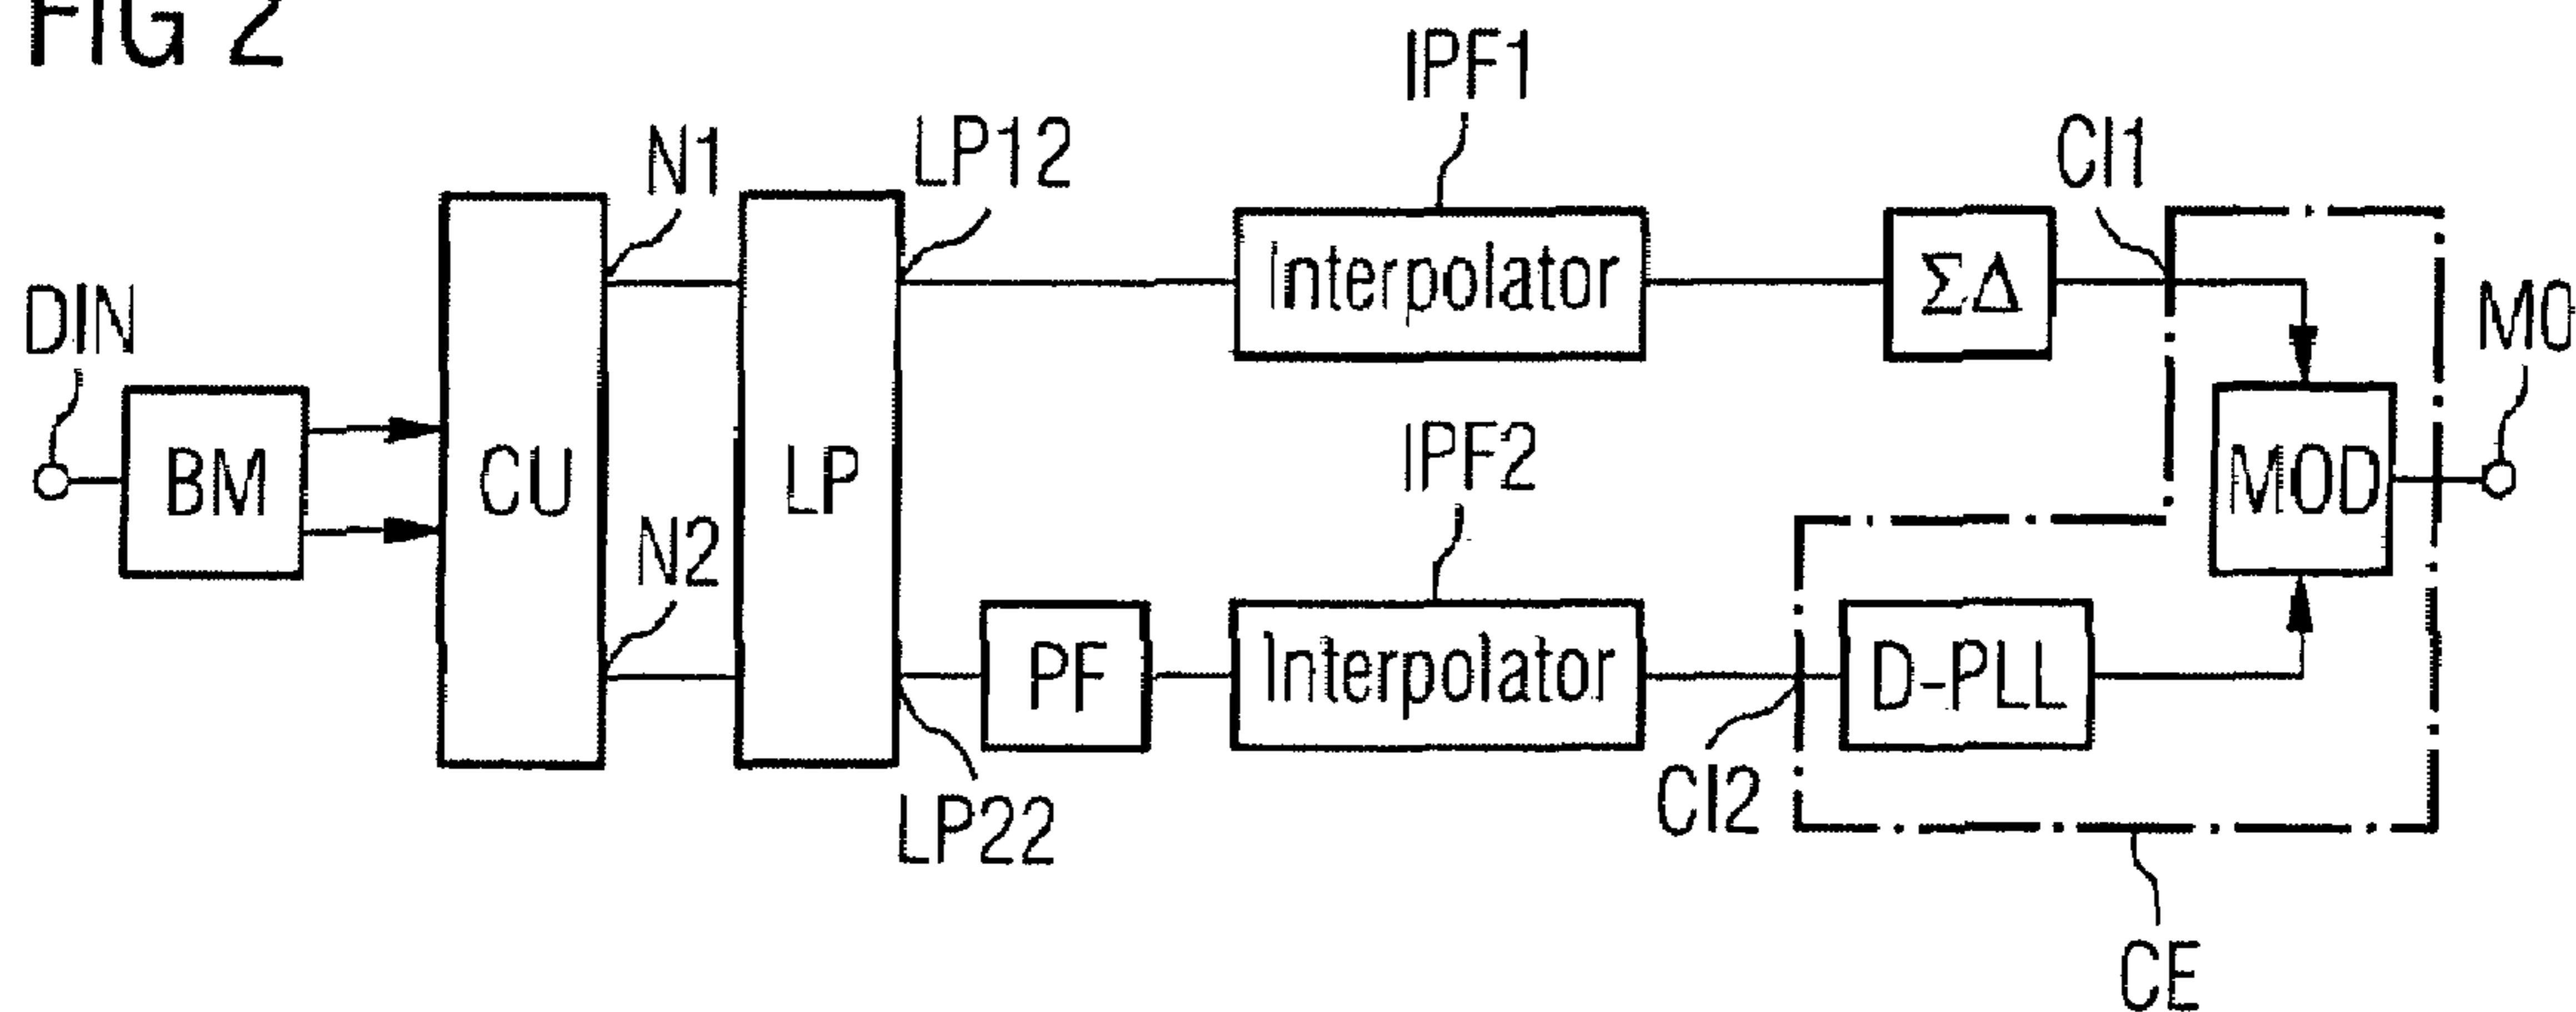 FIG 2
IPF1
N1
LP12
CI1
DIN
Interpolator
ΣΔ
MO
BM
CU
LP
IPF2
MOD
N2
PF
Interpolator
D-PLL
CI2
LP22
CE